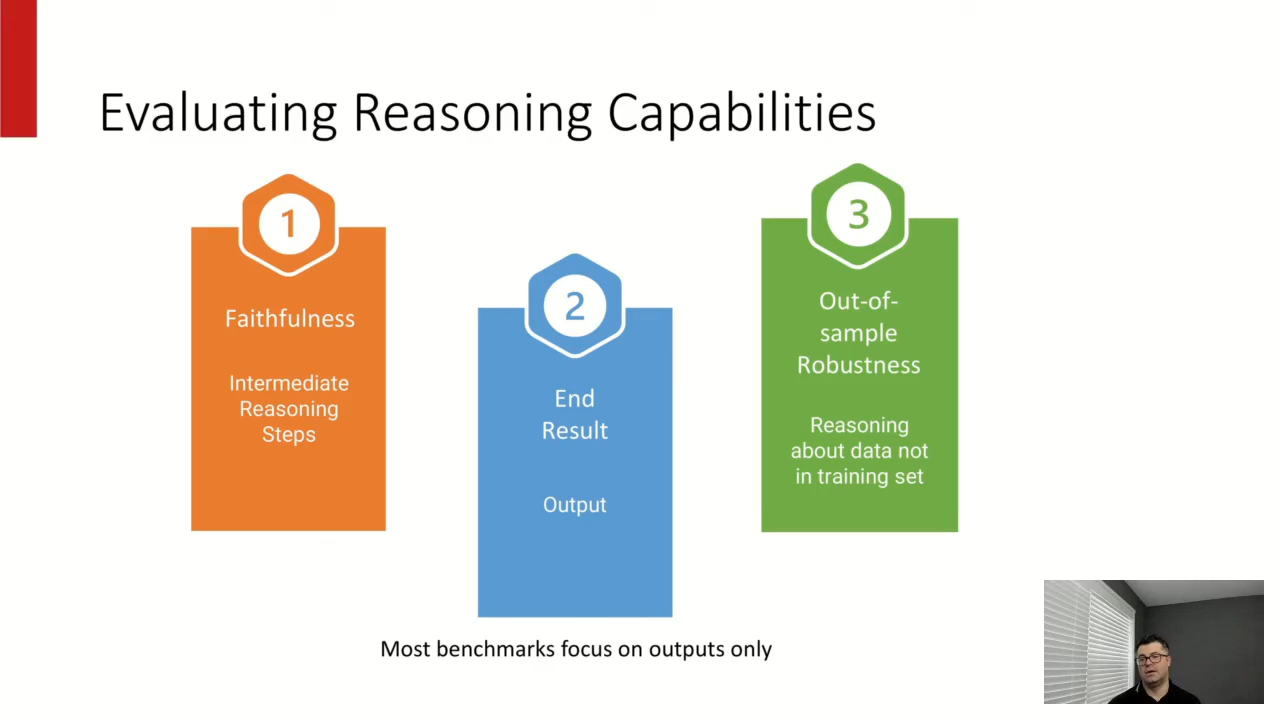 Evaluating Reasoning Capabilities
1
Faithfulness
Intermediate
Reasoning
Steps
2
End
Result
Output
3
Out-of-
sample
Robustness
Reasoning
about data not
in training set
Most benchmarks focus on outputs only